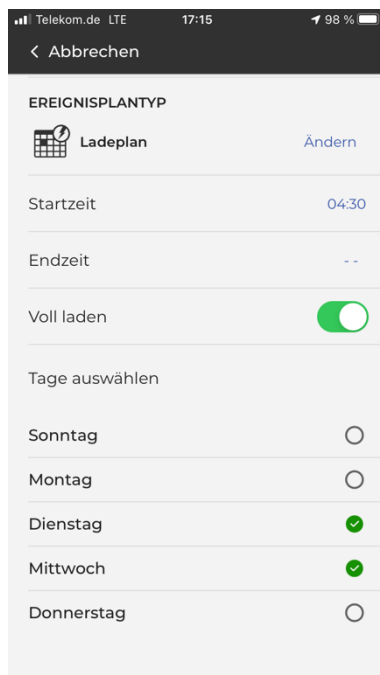 Telekom.de LTE 17:15 98 %
Abbrechen
EREIGNISPLANTYP
Ladeplan Ändern
Startzeit 04:30
Endzeit - -
Voll laden
Tage auswählen
Sonntag
Montag
Dienstag
Mittwoch
Donnerstag